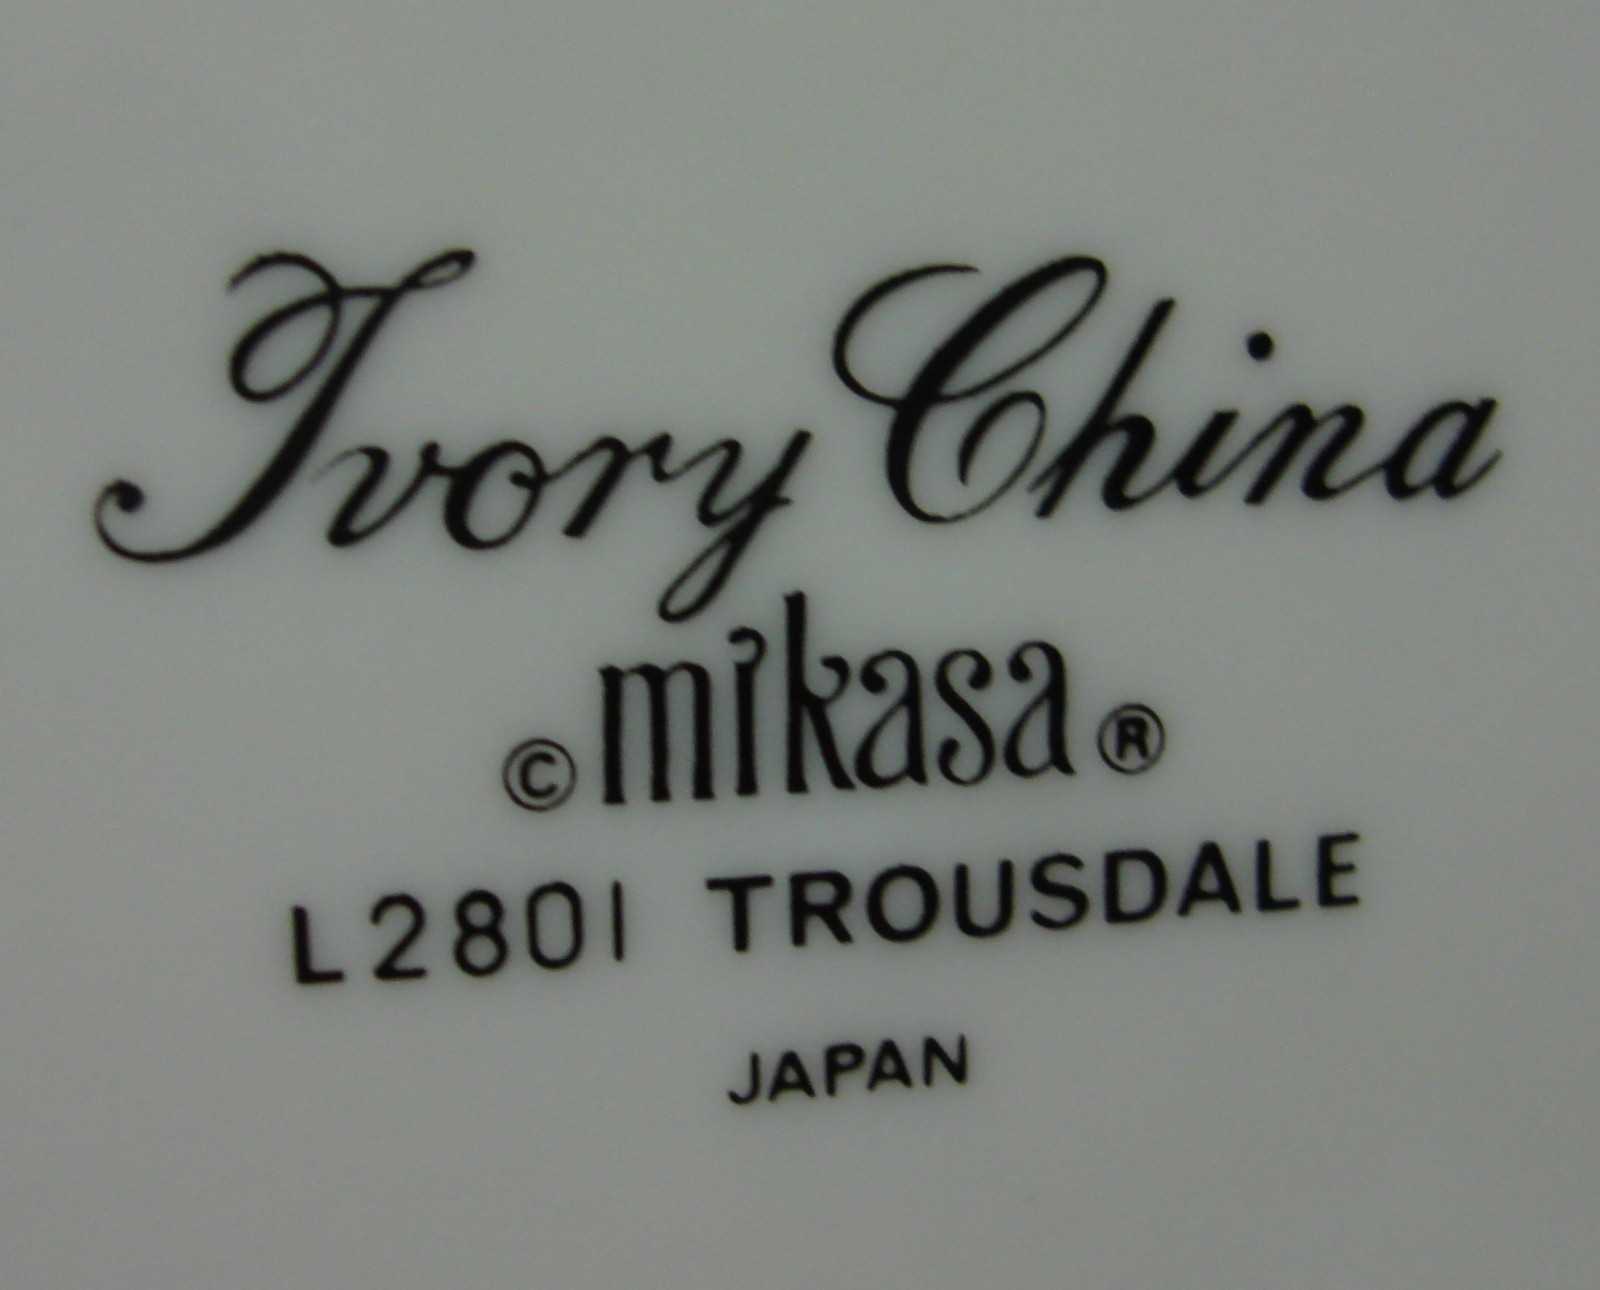 Ivory China
© mikasa ®
L2801 TROUSDALE
JAPAN